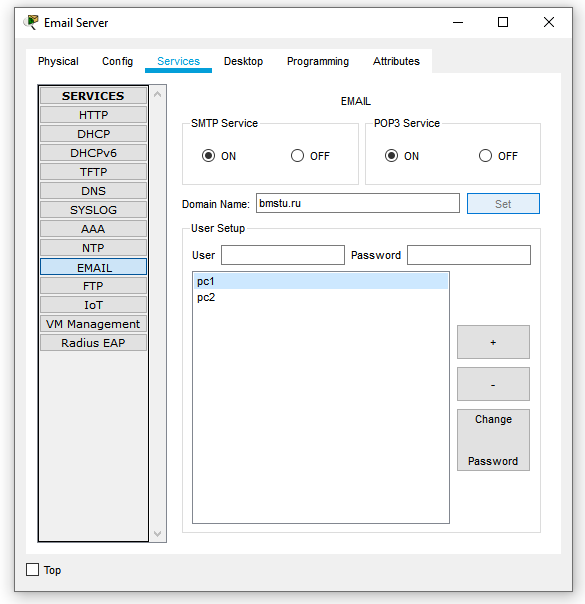 Email Server
Physical Config Services Desktop Programming Attributes
SERVICES
HTTP
DHCP
DHCPv6
TFTP
DNS
SYSLOG
AAA
NTP
EMAIL
FTP
IoT
VM Management
Radius EAP
EMAIL
SMTP Service
ON OFF
POP3 Service
ON OFF
Domain Name: bmstu.ru Set
User Setup
User Password
pc1
pc2
+
-
Change
Password
Top